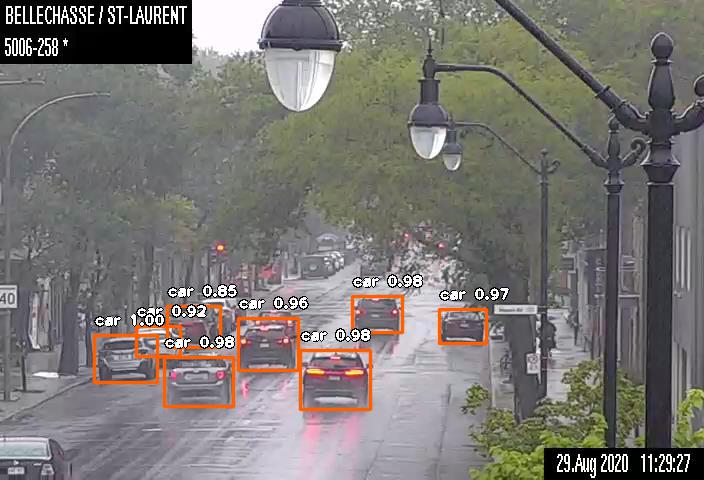 BELLECHASSE / ST-LAURENT
5006-258 *
car 0.85
car 0.98
car 0.97
car 0.92
car 0.96
car 1.00
car 0.98
car 0.98
40
29.Aug 2020 11:29:27